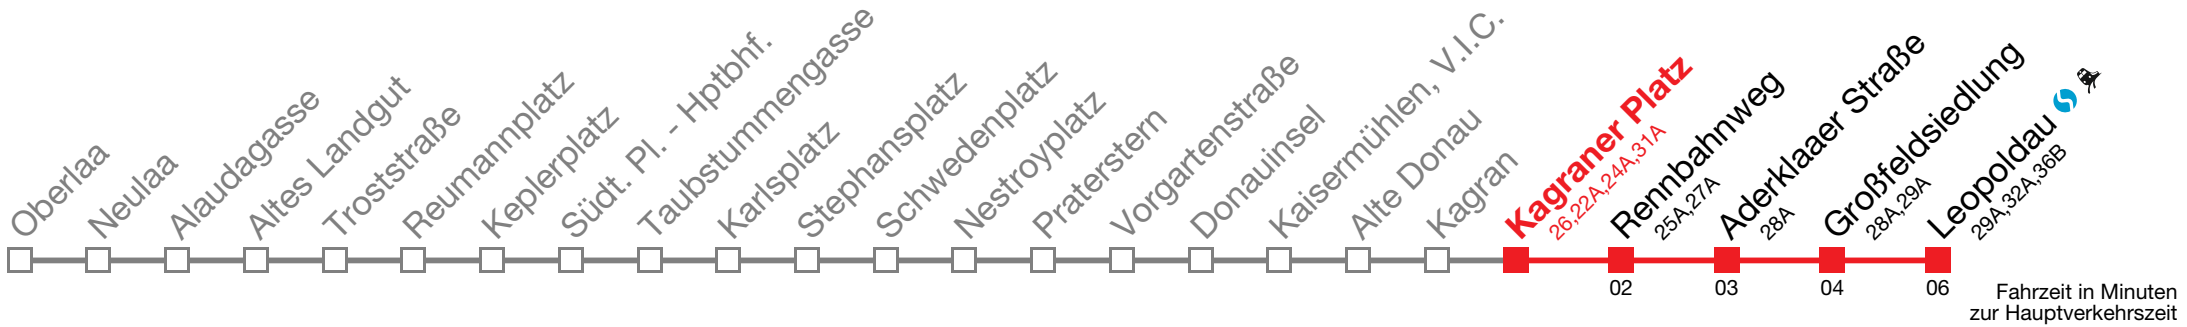 Oberlaa
Neulaa
Alaudagasse
Altes Landgut
Troststraße
Reumannplatz
Keplerplatz
Südt. Pl. - Hptbhf.
Taubstummengasse
Karlsplatz
Stephansplatz
Schwedenplatz
Nestroyplatz
Praterstern
Vorgartenstraße
Donauinsel
Kaisermühlen, V.I.C.
Alte Donau
Kagran
Kagraner Platz
26,22A,24A,31A
Rennbahnweg
25A,27A
Aderklaaer Straße
28A
Großfeldsiedlung
28A,29A
Leopoldau
29A,32A,36B
02
03
04
06
Fahrzeit in Minuten
zur Hauptverkehrszeit